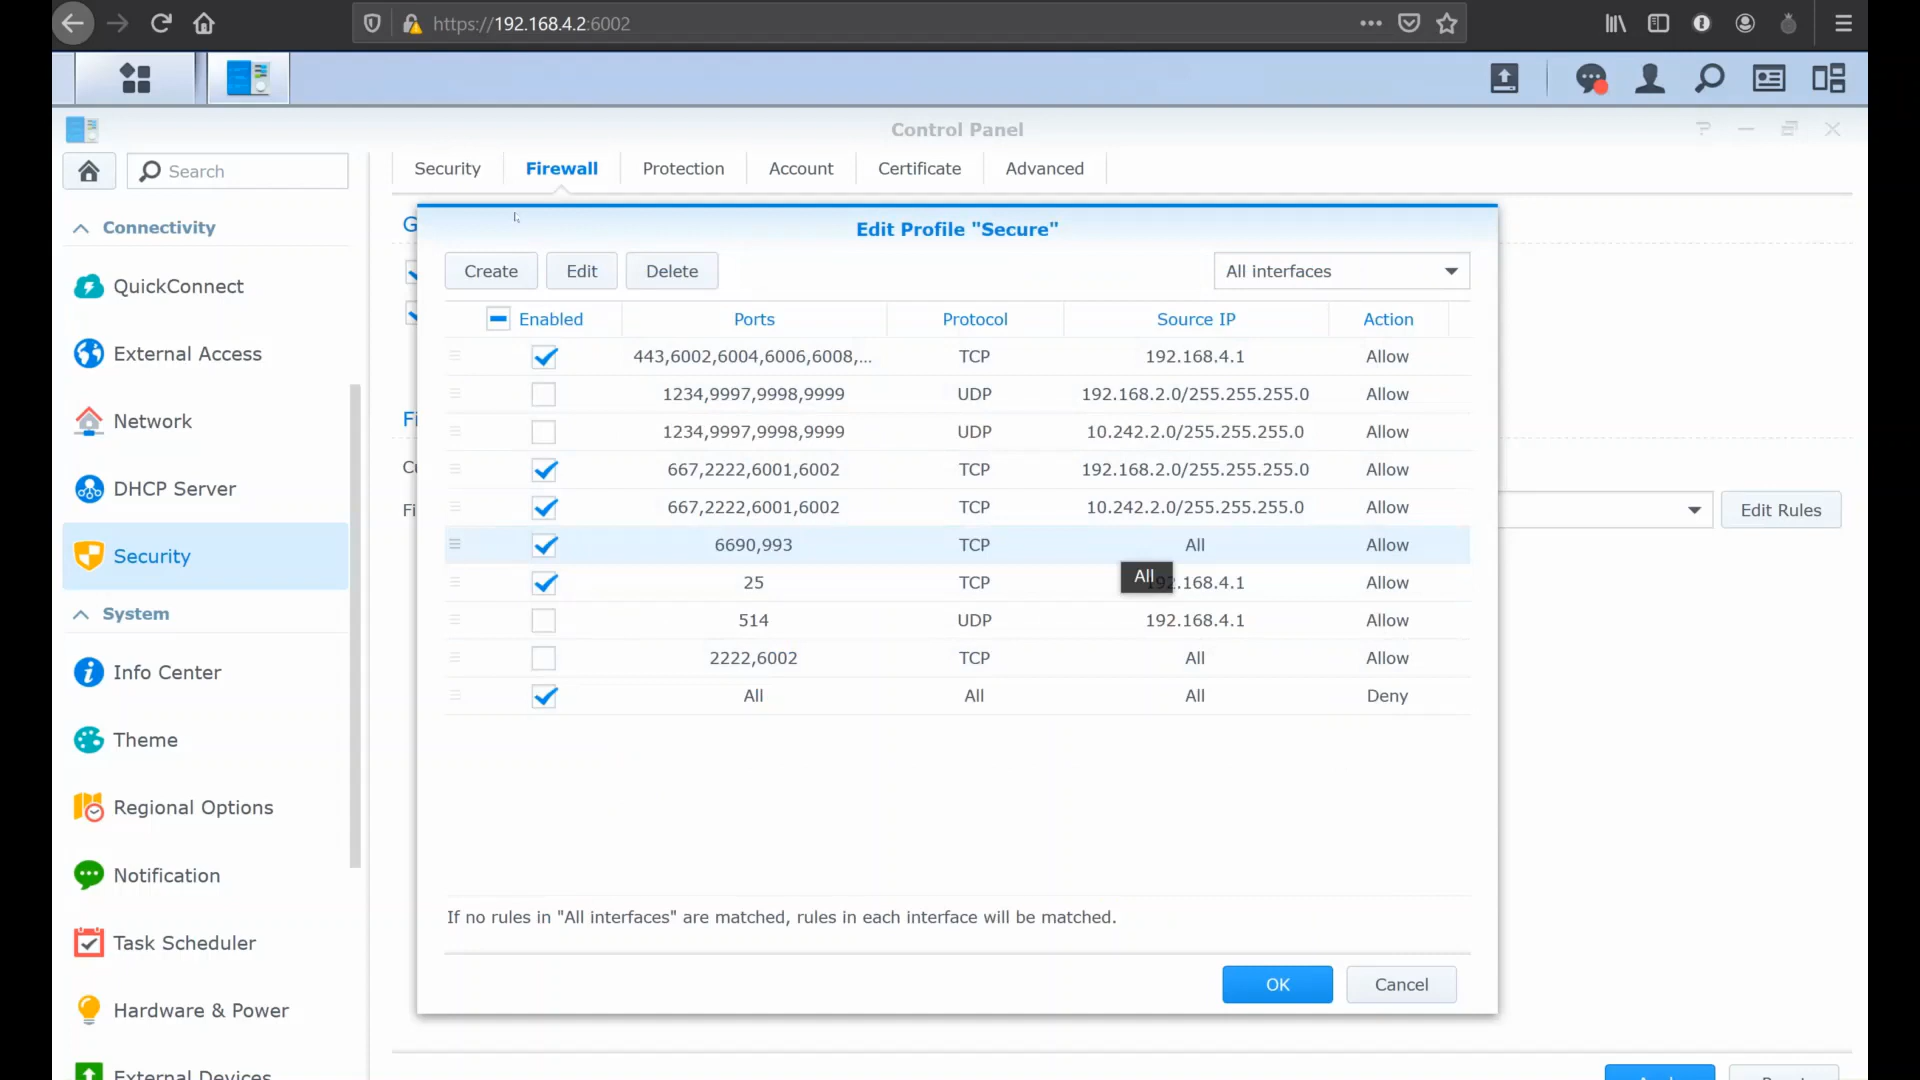 https://192.168.4.2:6002
Control Panel
Search
Security Firewall Protection Account Certificate Advanced
Connectivity
QuickConnect
External Access
Network
DHCP Server
Security
System
Info Center
Theme
Regional Options
Notification
Task Scheduler
Hardware & Power
External Devices
G
Fi
Cu
Fi
Edit Rules
Edit Profile "Secure"
Create Edit Delete All interfaces
Enabled Ports Protocol Source IP Action
443,6002,6004,6006,6008,... TCP 192.168.4.1 Allow
1234,9997,9998,9999 UDP 192.168.2.0/255.255.255.0 Allow
1234,9997,9998,9999 UDP 10.242.2.0/255.255.255.0 Allow
667,2222,6001,6002 TCP 192.168.2.0/255.255.255.0 Allow
667,2222,6001,6002 TCP 10.242.2.0/255.255.255.0 Allow
6690,993 TCP All Allow
All
25 TCP 192.168.4.1 Allow
514 UDP 192.168.4.1 Allow
2222,6002 TCP All Allow
All All All Deny
If no rules in "All interfaces" are matched, rules in each interface will be matched.
OK Cancel